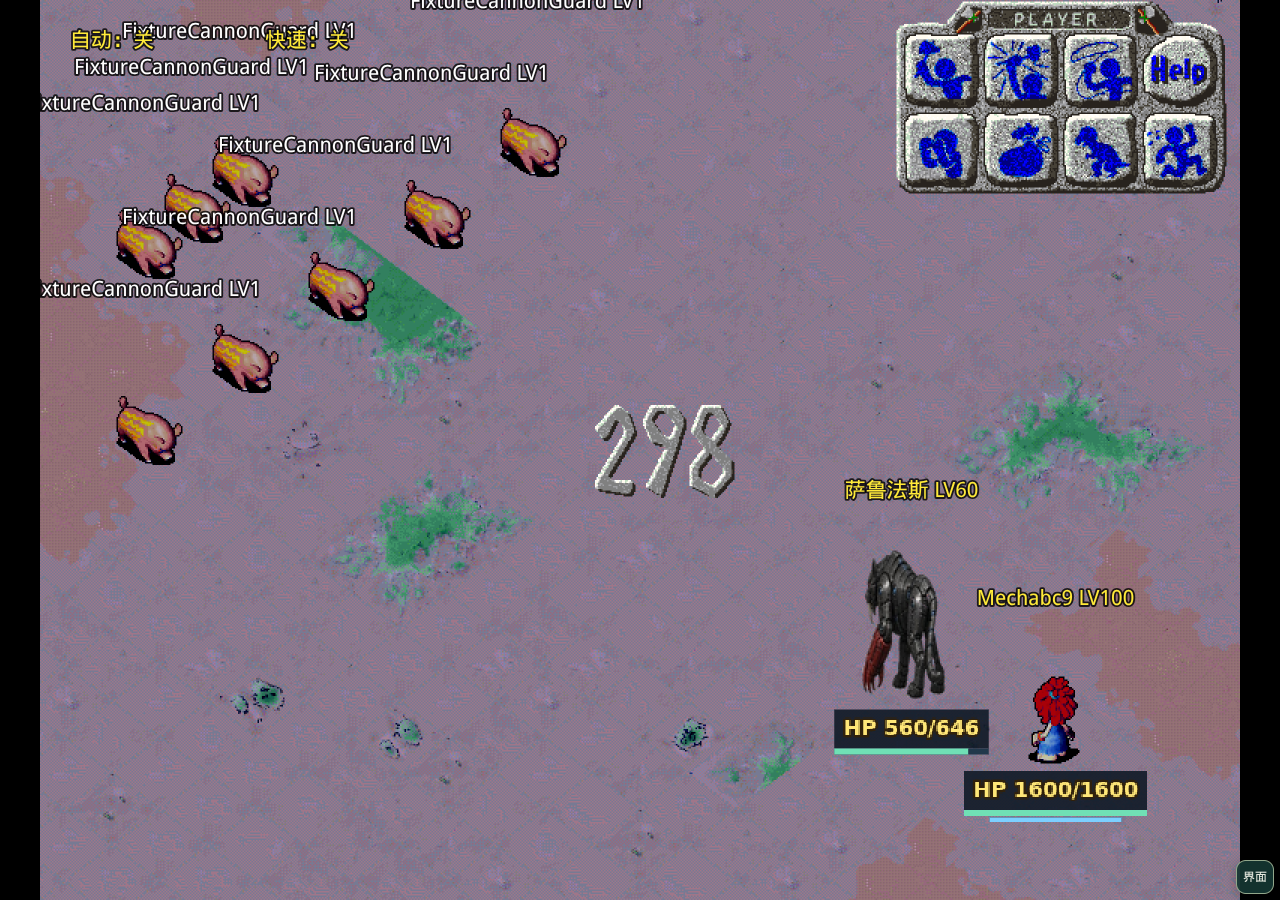 FixtureCannonGuard LV1
FixtureCannonGuard LV1
自动: 关
快速: 关
FixtureCannonGuard LV1
FixtureCannonGuard LV1
xtureCannonGuard LV1
FixtureCannonGuard LV1
FixtureCannonGuard LV1
xtureCannonGuard LV1
PLAYER
Help
298
萨鲁法斯 LV60
Mechabc9 LV100
HP 560/646
HP 1600/1600
界面